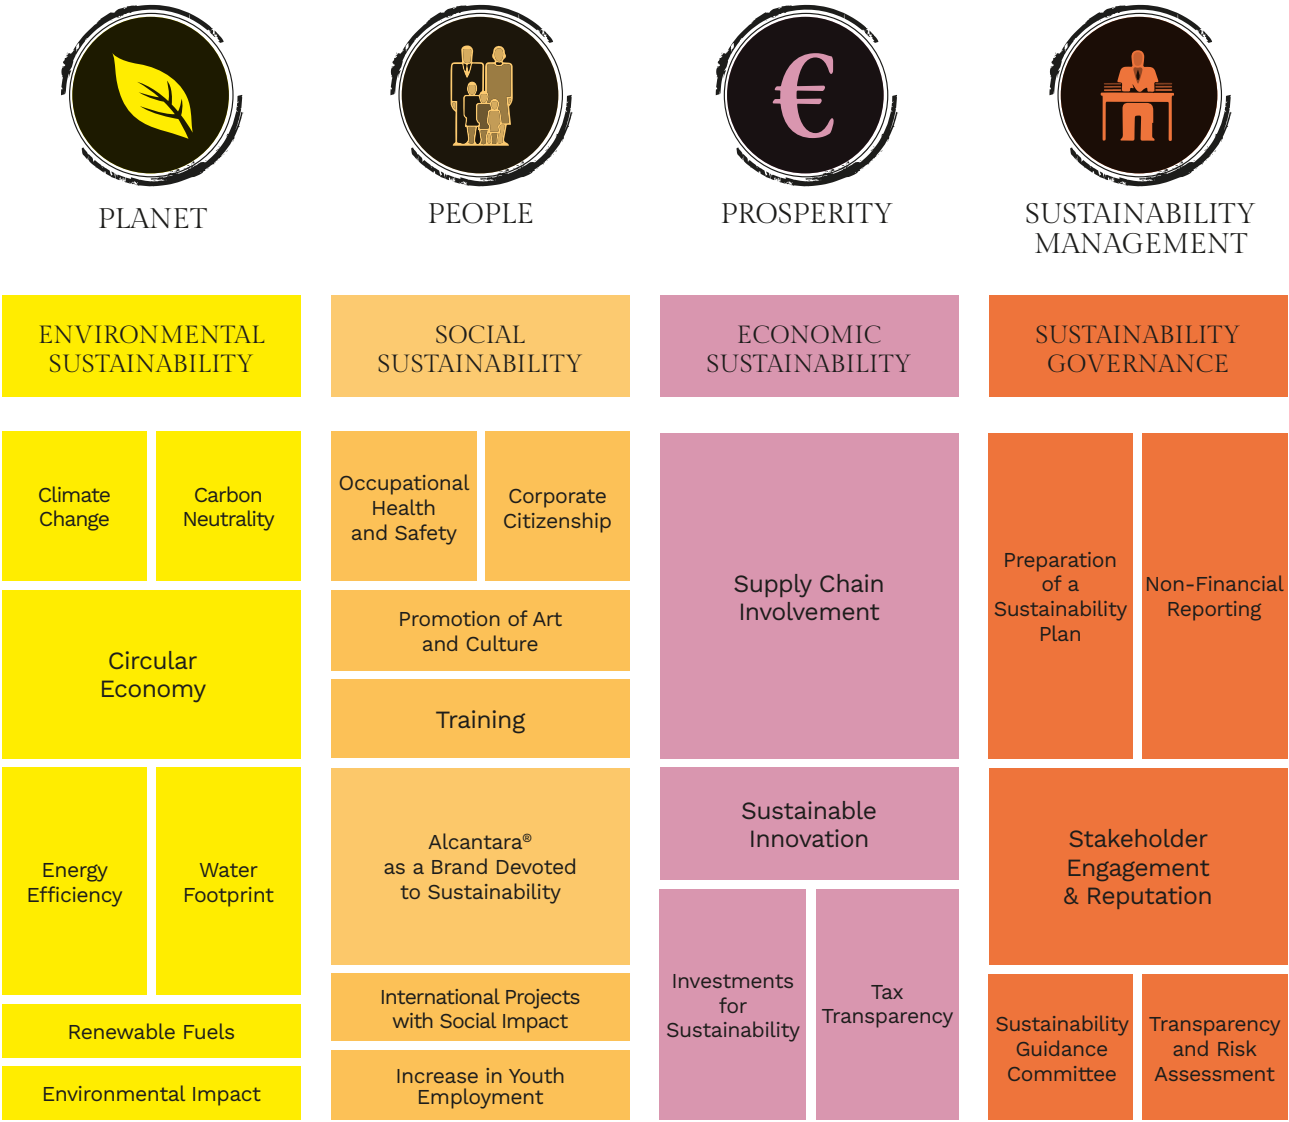 PLANET
PEOPLE
PROSPERITY
SUSTAINABILITY
MANAGEMENT
ENVIRONMENTAL
SUSTAINABILITY
SOCIAL
SUSTAINABILITY
ECONOMIC
SUSTAINABILITY
SUSTAINABILITY
GOVERNANCE
Climate
Change
Carbon
Neutrality
Circular
Economy
Energy
Efficiency
Water
Footprint
Renewable Fuels
Environmental Impact
Occupational
Health
and Safety
Corporate
Citizenship
Promotion of Art
and Culture
Training
Alcantara®
as a Brand Devoted
to Sustainability
International Projects
with Social Impact
Increase in Youth
Employment
Supply Chain
Involvement
Sustainable
Innovation
Investments
for
Sustainability
Tax
Transparency
Preparation
of a
Sustainability
Plan
Non-Financial
Reporting
Stakeholder
Engagement
& Reputation
Sustainability
Guidance
Committee
Transparency
and Risk
Assessment